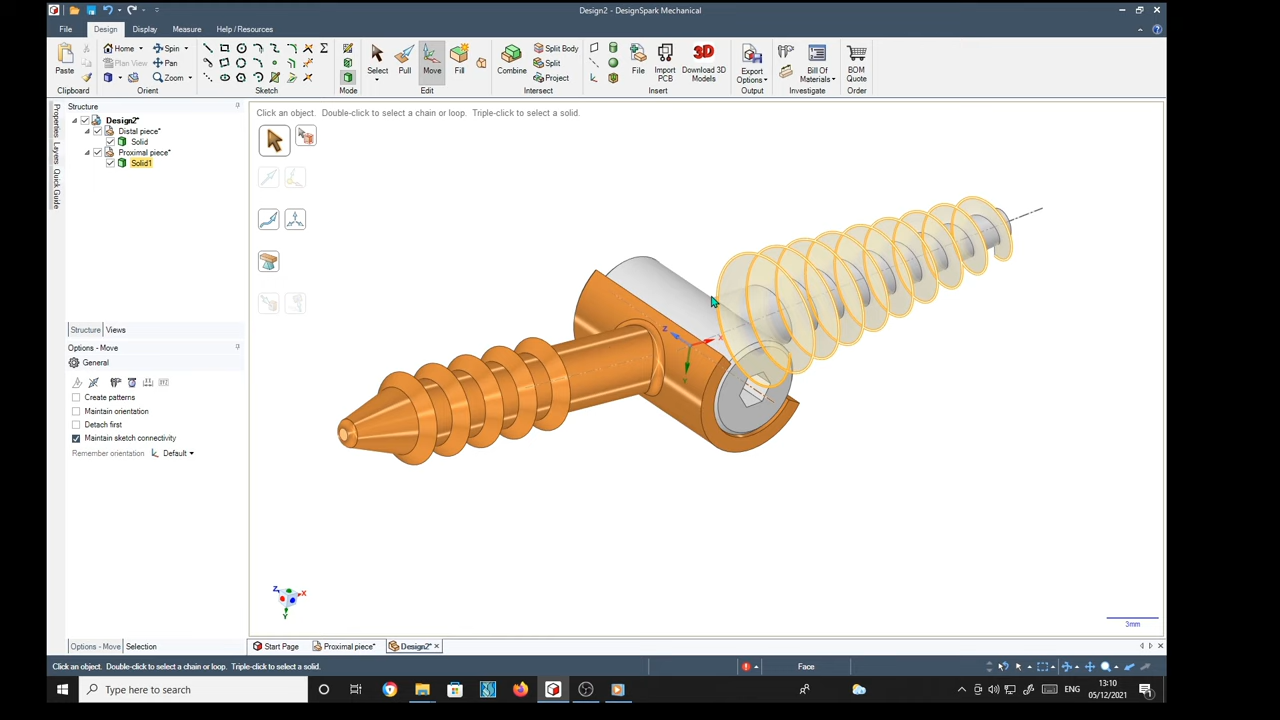 Design2* - DesignSpark Mechanical
File Design Display Measure Help / Resources
Paste
Home Spin
Plan View Pan
Zoom
Select Pull Move Fill
Combine
Split Body
Split
Project
File
Import PCB
Download 3D Models
Export Options
Bill Of Materials
BOM Quote
Clipboard Orient Sketch Mode Edit Intersect Insert Output Investigate Order
Structure
Properties Layers Quick Guide
Design2*
Distal piece*
Solid
Proximal piece*
Solid1
Click an object. Double-click to select a chain or loop. Triple-click to select a solid.
Structure Views
Options - Move
General
Create patterns
Maintain orientation
Detach first
Maintain sketch connectivity
Remember orientation Default
Z X Y
Z X Y
3mm
Options - Move Selection
Start Page Proximal piece* Design2*
Click an object. Double-click to select a chain or loop. Triple-click to select a solid.
Face
Type here to search
ENG
13:10
05/12/2021
1